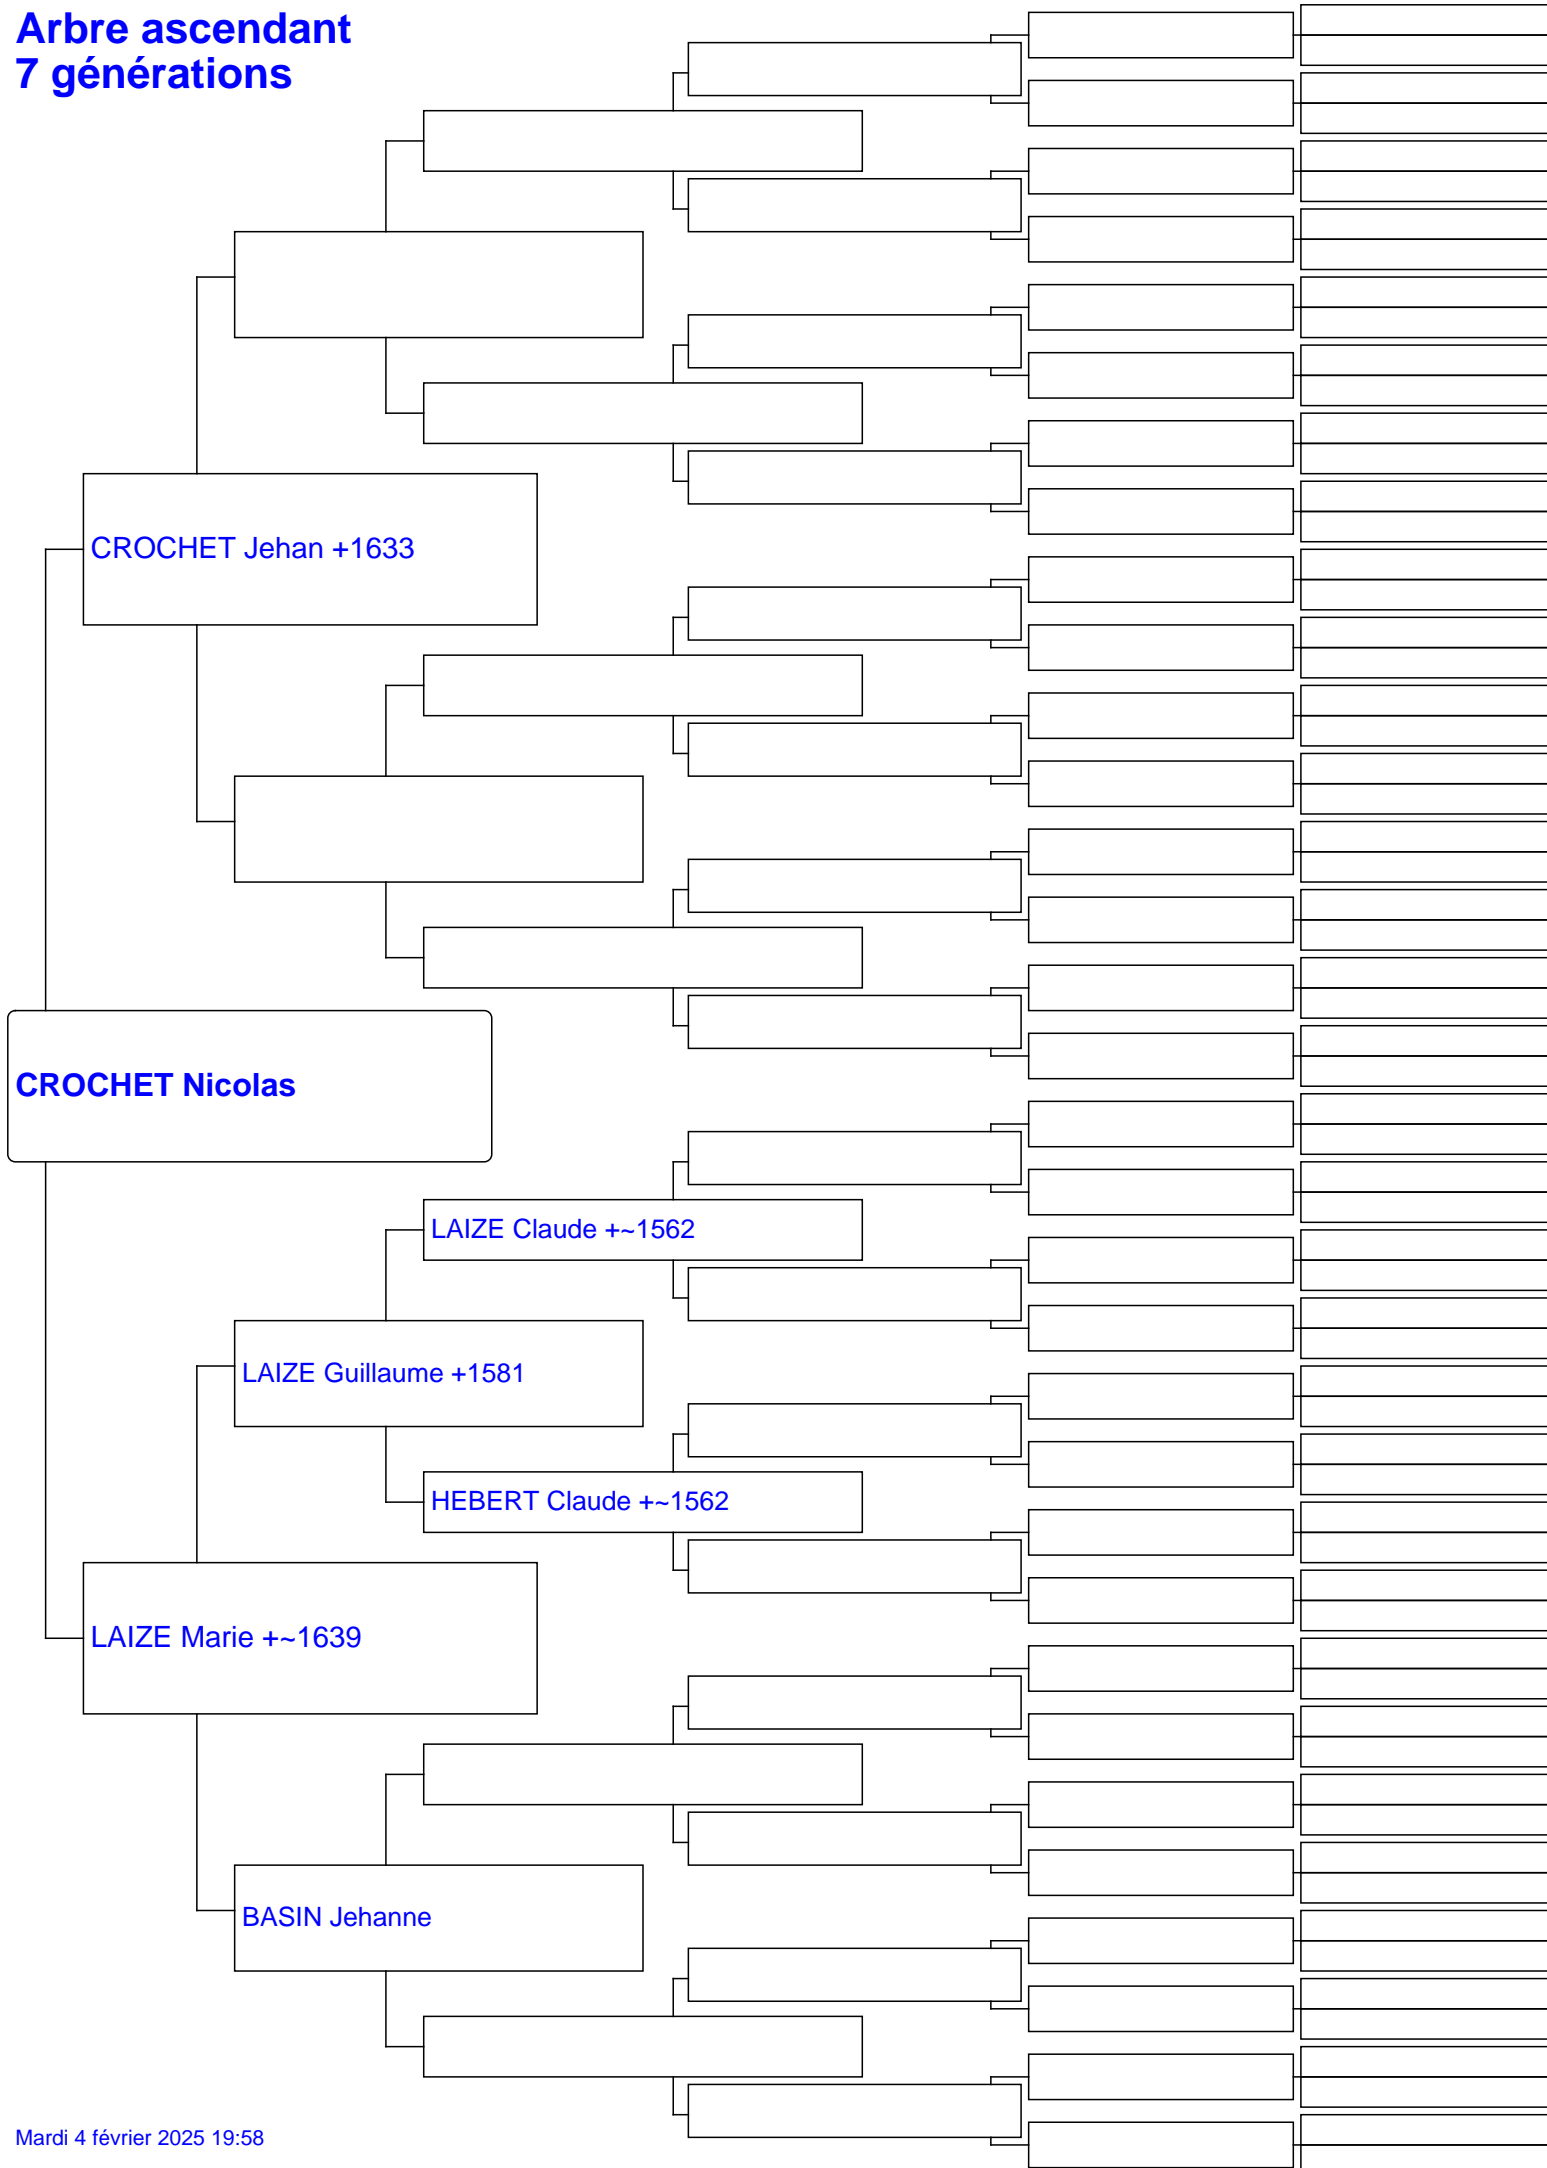 Arbre ascendant
7 générations
CROCHET Jehan +1633
CROCHET Nicolas
LAIZE Claude +~1562
LAIZE Guillaume +1581
HEBERT Claude +~1562
LAIZE Marie +~1639
BASIN Jehanne
Mardi 4 février 2025 19:58